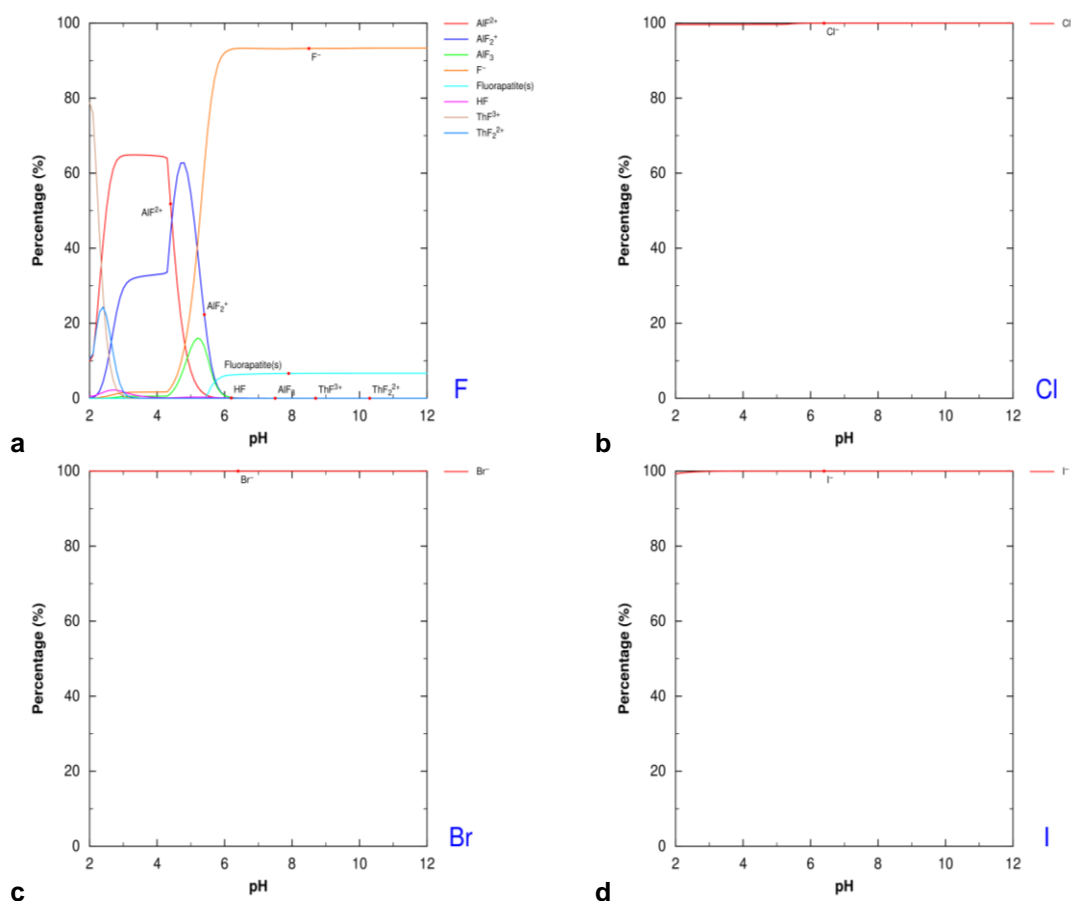 100
80
60
40
20
0
Percentage (%)
2 4 6 8 10 12
pH
AlF²⁺
AlF₂⁺
Fluorapatite(s)
F⁻
HF
AlF₃
ThF³⁺
ThF₂²⁺
AlF²⁺
AlF₂⁺
AlF₃
F⁻
Fluorapatite(s)
HF
ThF³⁺
ThF₂²⁺
F
a
100
80
60
40
20
0
Percentage (%)
2 4 6 8 10 12
pH
Cl⁻
Cl
Cl
b
100
80
60
40
20
0
Percentage (%)
2 4 6 8 10 12
pH
Br⁻
Br⁻
Br
c
100
80
60
40
20
0
Percentage (%)
2 4 6 8 10 12
pH
I⁻
I⁻
I
d